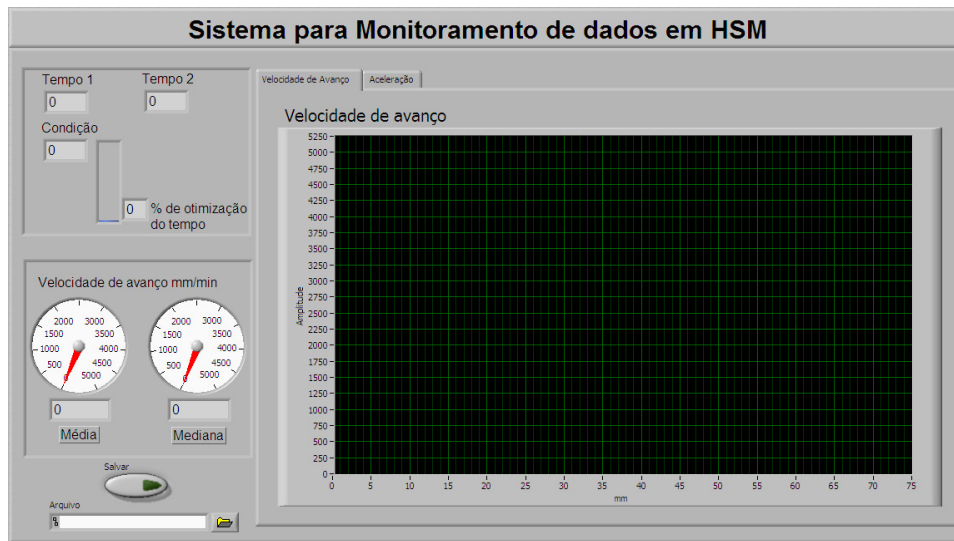 Sistema para Monitoramento de dados em HSM
Tempo 1 Tempo 2
0 0
Condição
0
0 % de otimização
do tempo
Velocidade de avanço mm/min
0 500 1000 1500 2000 3000 3500 4000 4500 5000
0 500 1000 1500 2000 3000 3500 4000 4500 5000
0 0
Média Mediana
Salvar
Arquivo
Velocidade de Avanço Aceleração
Velocidade de avanço
Amplitude
5250
5000
4750
4500
4250
4000
3750
3500
3250
3000
2750
2500
2250
2000
1750
1500
1250
1000
750
500
250
0
0 5 10 15 20 25 30 35 40 45 50 55 60 65 70 75
mm